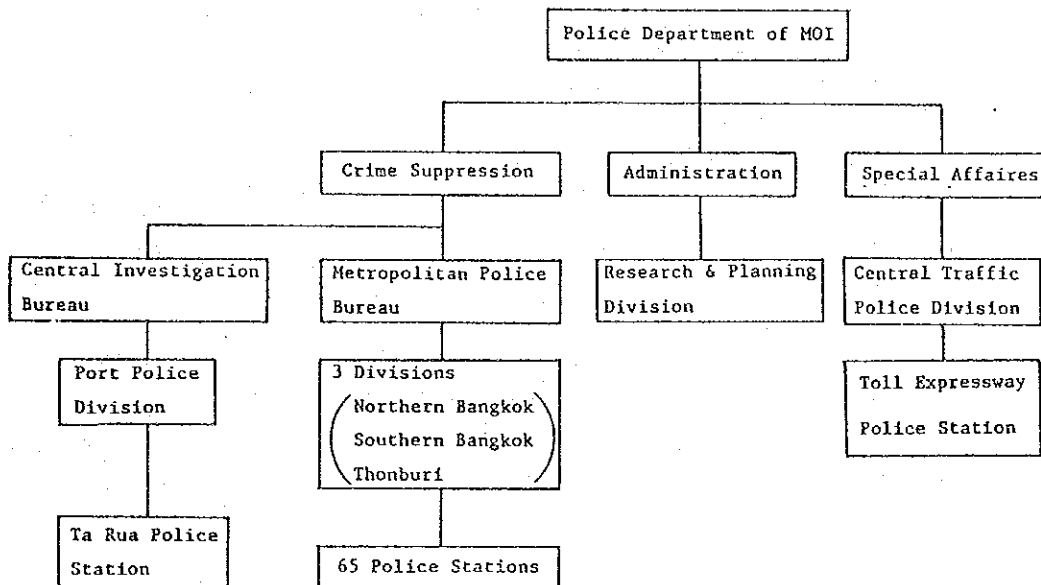 Police Department of MOI
Crime Suppression
Administration
Special Affaires
Central Investigation
Bureau
Metropolitan Police
Bureau
Research & Planning
Division
Central Traffic
Police Division
Port Police
Division
3 Divisions
Northern Bangkok
Southern Bangkok
Thonburi
Toll Expressway
Police Station
Ta Rua Police
Station
65 Police Stations